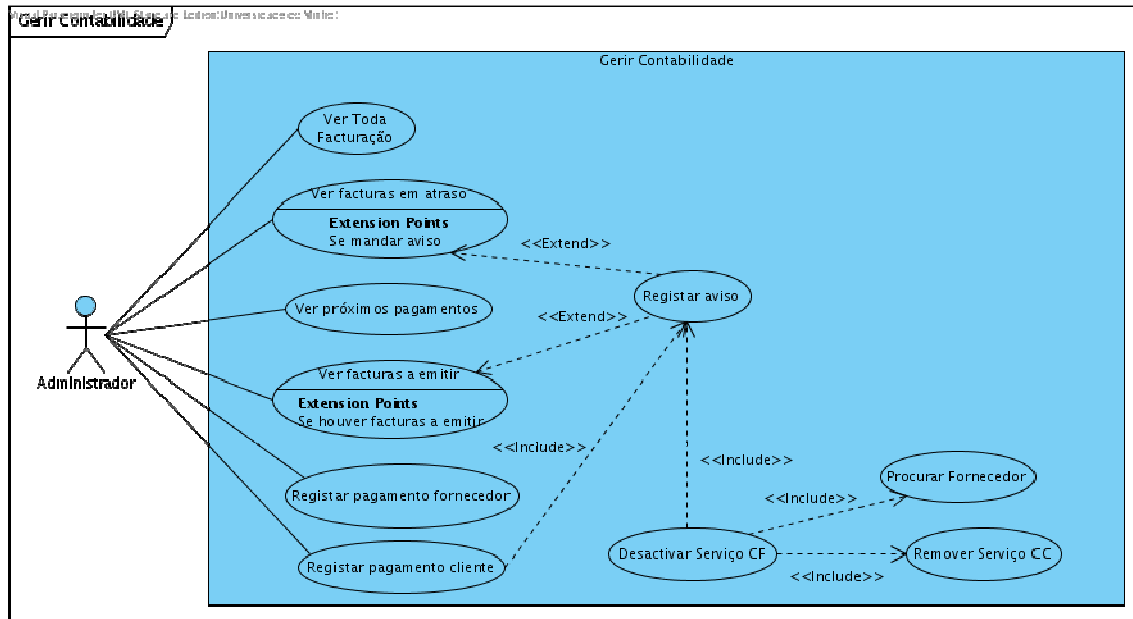 Gerir Contabilidade
Gerir Contabilidade
Ver Toda
Facturação
Ver facturas em atraso
Extension Points
Se mandar aviso
<<Extend>>
Registar aviso
Ver próximos pagamentos
<<Extend>>
Administrador
Ver facturas a emitir
Extension Points
Se houver facturas a emitir
<<Include>>
<<Include>>
Procurar Fornecedor
Registar pagamento fornecedor
<<Include>>
Desactivar Serviço CF
Remover Serviço CC
Registar pagamento cliente
<<Include>>